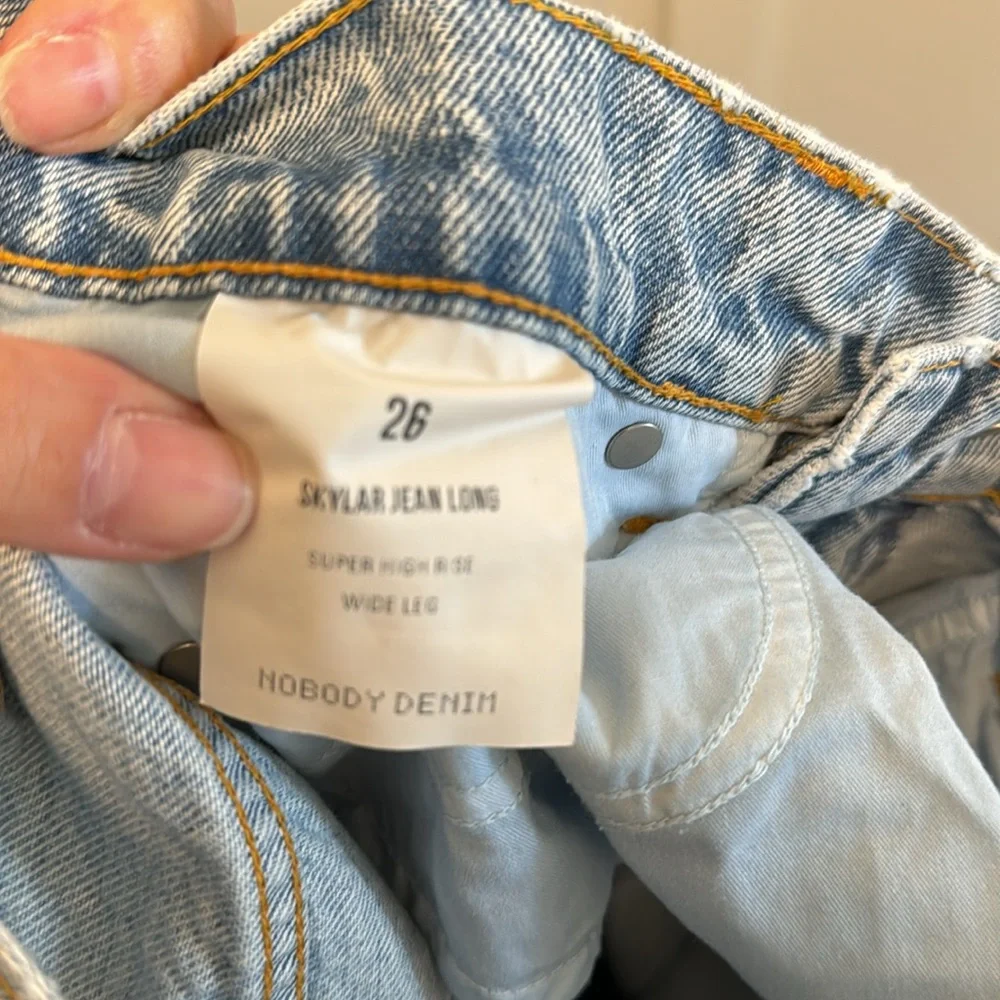 26
SKYLAR JEAN LONG
SUPER HIGH RISE
WIDE LEG
NOBODY DENIM